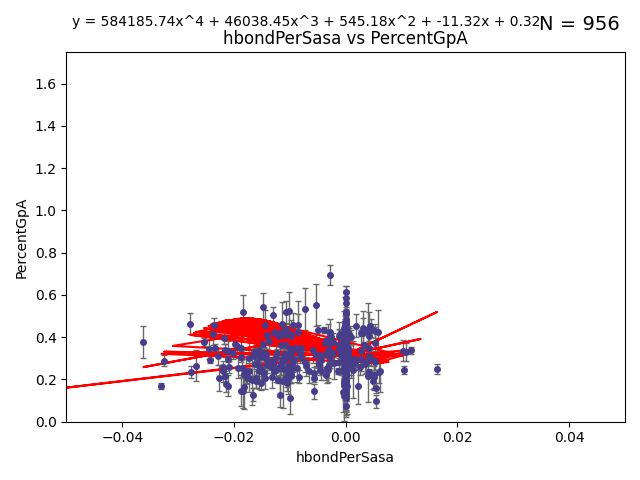 y = 584185.74x^4 + 46038.45x^3 + 545.18x^2 + -11.32x + 0.32
N = 956
hbondPerSasa vs PercentGpA
PercentGpA
1.6
1.4
1.2
1.0
0.8
0.6
0.4
0.2
0.0
−0.04
−0.02
0.00
0.02
0.04
hbondPerSasa